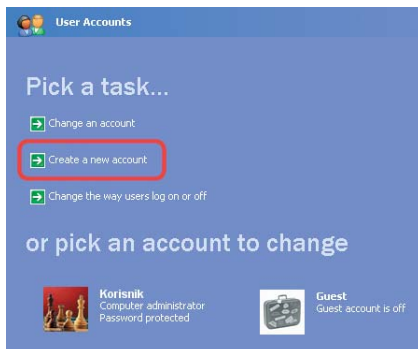 User Accounts
Pick a task...
Change an account
Create a new account
Change the way users log on or off
or pick an account to change
Korisnik
Computer administrator
Password protected
Guest
Guest account is off